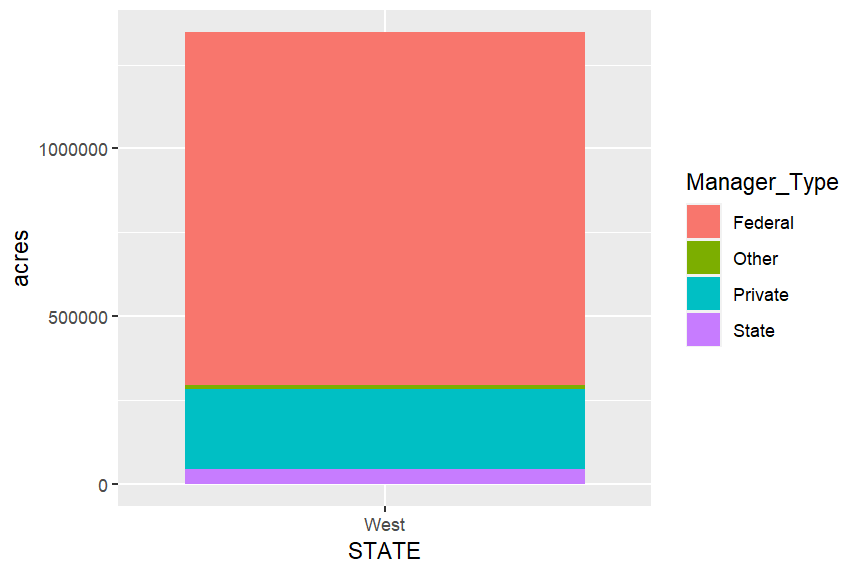 1000000
500000
0
acres
West
STATE
Manager_Type
Federal
Other
Private
State